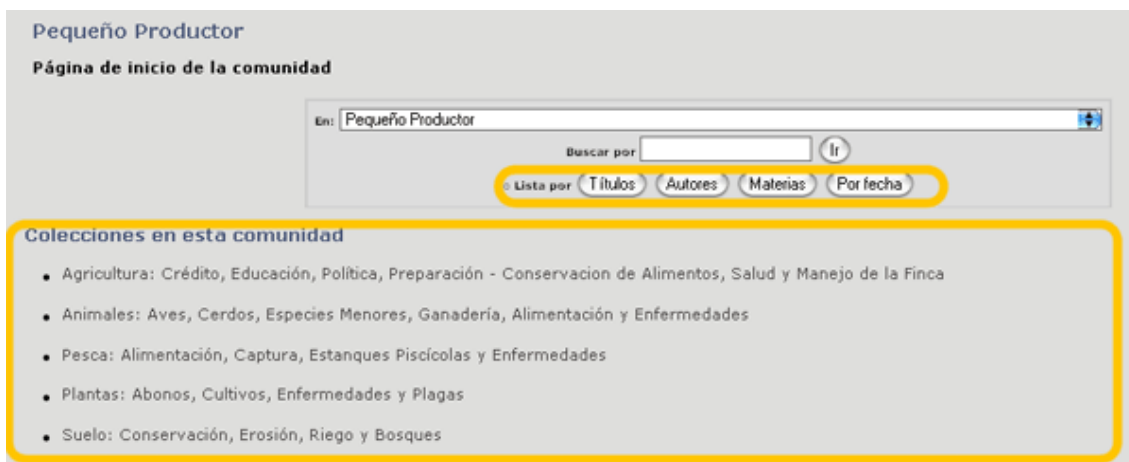 Pequeño Productor
Página de inicio de la comunidad
En: Pequeño Productor
Buscar por Ir
o Lista por Títulos Autores Materias Por fecha
Colecciones en esta comunidad
• Agricultura: Crédito, Educación, Política, Preparación - Conservacion de Alimentos, Salud y Manejo de la Finca
• Animales: Aves, Cerdos, Especies Menores, Ganadería, Alimentación y Enfermedades
• Pesca: Alimentación, Captura, Estanques Piscícolas y Enfermedades
• Plantas: Abonos, Cultivos, Enfermedades y Plagas
• Suelo: Conservación, Erosión, Riego y Bosques